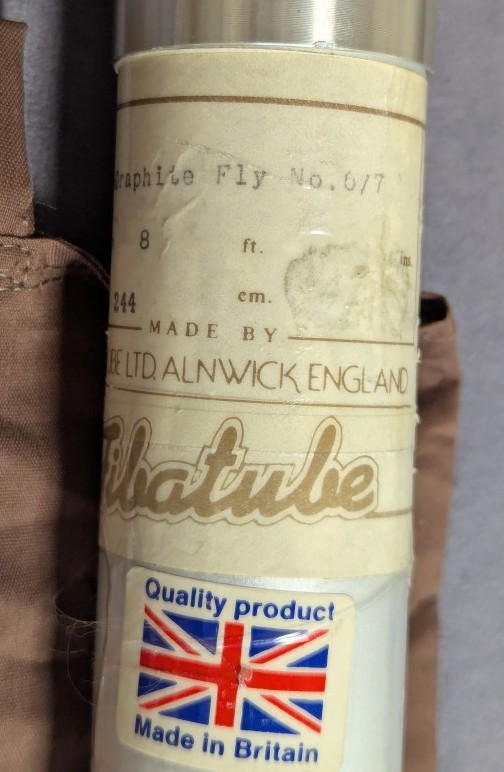 Graphite Fly No.6/7
8 ft. ins.
244 cm.
MADE BY
BE LTD. ALNWICK ENGLAND
Fibatube
Quality product
Made in Britain